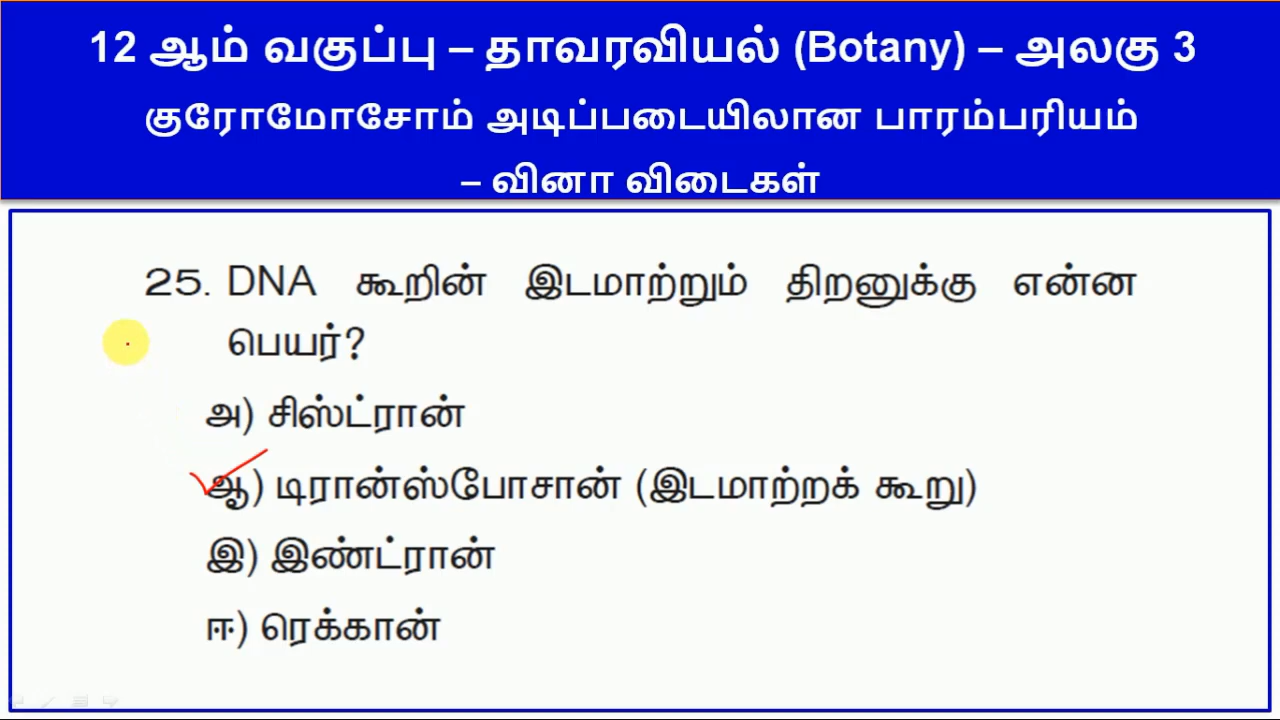 12 ஆம் வகுப்பு – தாவரவியல் (Botany) – அலகு 3
குரோமோசோம் அடிப்படையிலான பாரம்பரியம்
– வினா விடைகள்
25. DNA கூறின் இடமாற்றும் திறனுக்கு என்ன
பெயர்?
அ) சிஸ்ட்ரான்
ஆ) டிரான்ஸ்போசான் (இடமாற்றக் கூறு)
இ) இண்ட்ரான்
ஈ) ரெக்கான்